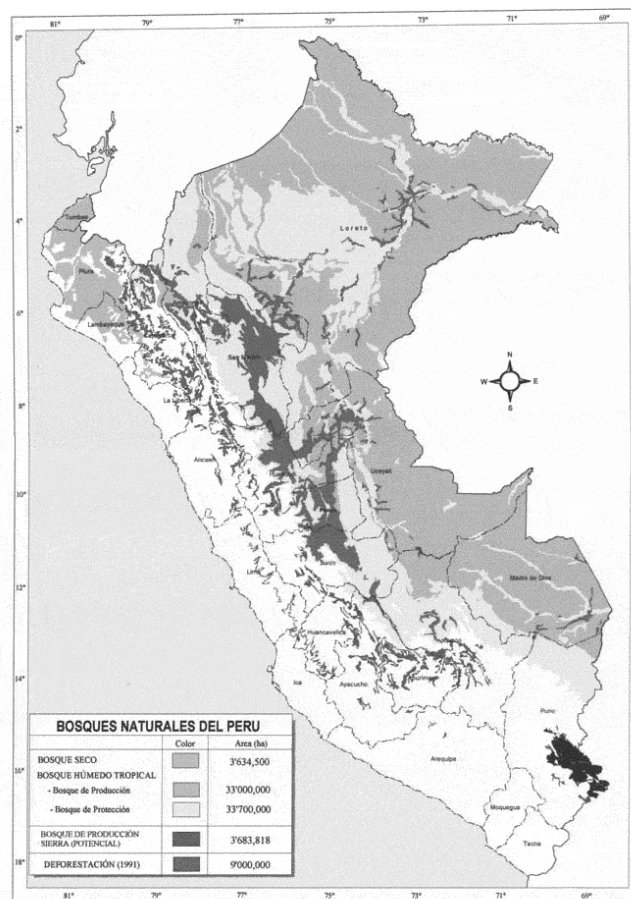 81° 79° 77° 75° 73° 71° 69°
0°
2°
4°
6°
8°
10°
12°
14°
16°
18°
Tumbes
Loreto
Piura
Lambayeque
San Martín
La Libertad
N
W E
S
Ancash
Ucayali
Lima
Junín
Madre de Dios
Huancavelica
Ica
Ayacucho
Puno
Arequipa
Moquegua
Tacna
BOSQUES NATURALES DEL PERU
Color Area (ha)
BOSQUE SECO 3'634,500
BOSQUE HÚMEDO TROPICAL
- Bosque de Producción 33'000,000
- Bosque de Protección 33'700,000
BOSQUE DE PRODUCCIÓN
SIERRA (POTENCIAL) 3'683,818
DEFORESTACIÓN (1991) 9'000,000
81° 79° 77° 75° 73° 71° 69°